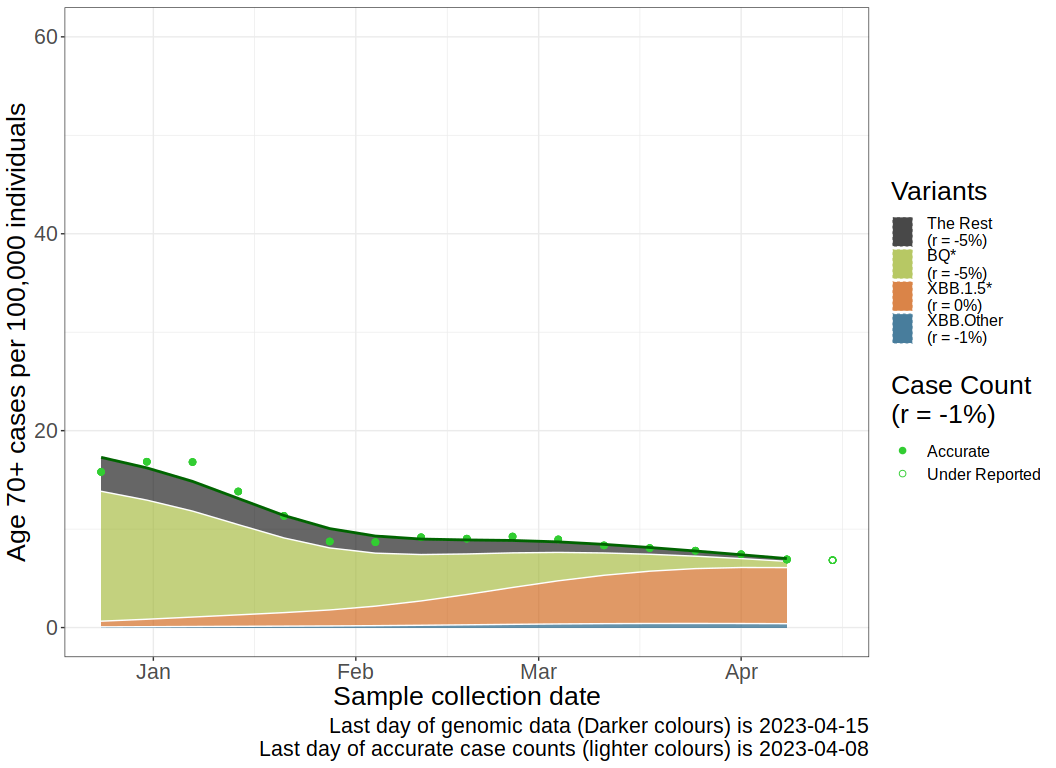 60
40
20
0
Age 70+ cases per 100,000 individuals
Jan Feb Mar Apr
Sample collection date
Last day of genomic data (Darker colours) is 2023-04-15
Last day of accurate case counts (lighter colours) is 2023-04-08
Variants
The Rest
(r = -5%)
BQ*
(r = -5%)
XBB.1.5*
(r = 0%)
XBB.Other
(r = -1%)
Case Count
(r = -1%)
Accurate
Under Reported